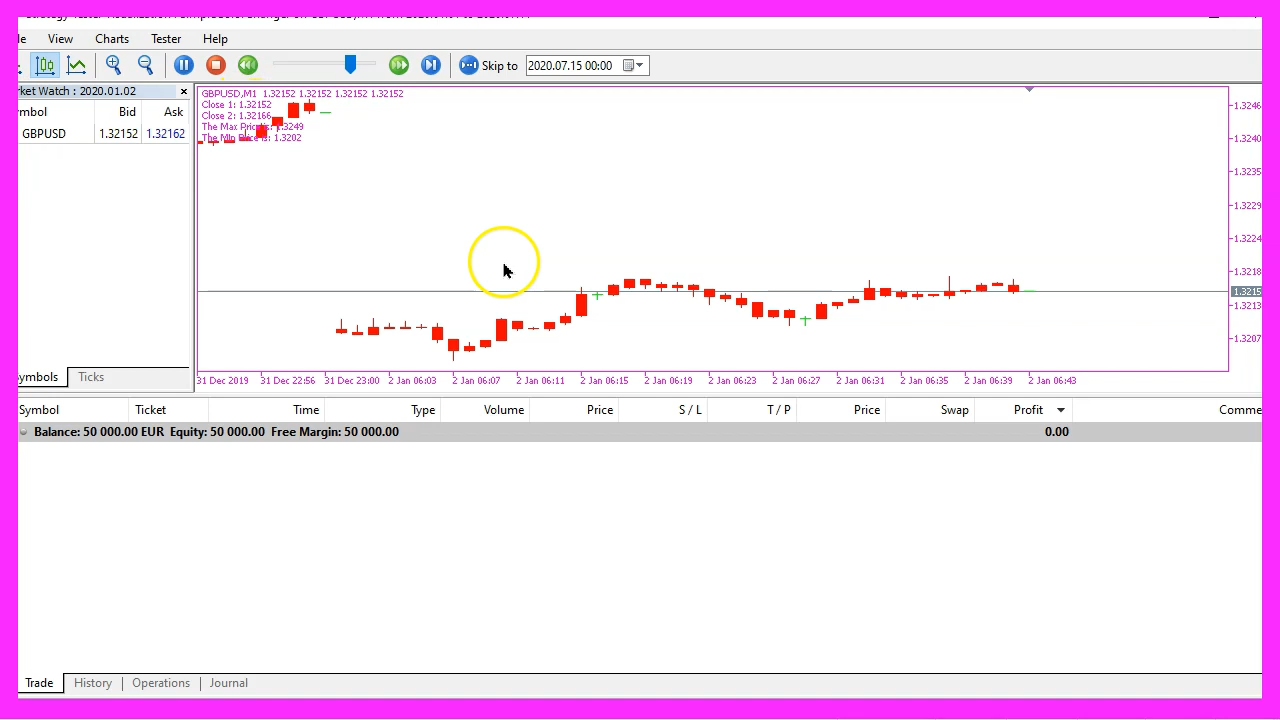 View Charts Tester Help
Skip to 2020.07.15 00:00
rket Watch : 2020.01.02
mbol Bid Ask
GBPUSD 1.32152 1.32162
ymbols Ticks
GBPUSD,M1 1.32152 1.32152 1.32152 1.32152
Close 1: 1.32152
Close 2: 1.32166
The Max Price is: 1.3249
The Min Price is: 1.3202
1.3246
1.3240
1.3235
1.3229
1.3224
1.3218
1.3215
1.3213
1.3207
31 Dec 2019 31 Dec 22:56 31 Dec 23:00 2 Jan 06:03 2 Jan 06:07 2 Jan 06:11 2 Jan 06:15 2 Jan 06:19 2 Jan 06:23 2 Jan 06:27 2 Jan 06:31 2 Jan 06:35 2 Jan 06:39 2 Jan 06:43
Symbol Ticket Time Type Volume Price S / L T / P Price Swap Profit Comme
Balance: 50 000.00 EUR Equity: 50 000.00 Free Margin: 50 000.00 0.00
Trade History Operations Journal